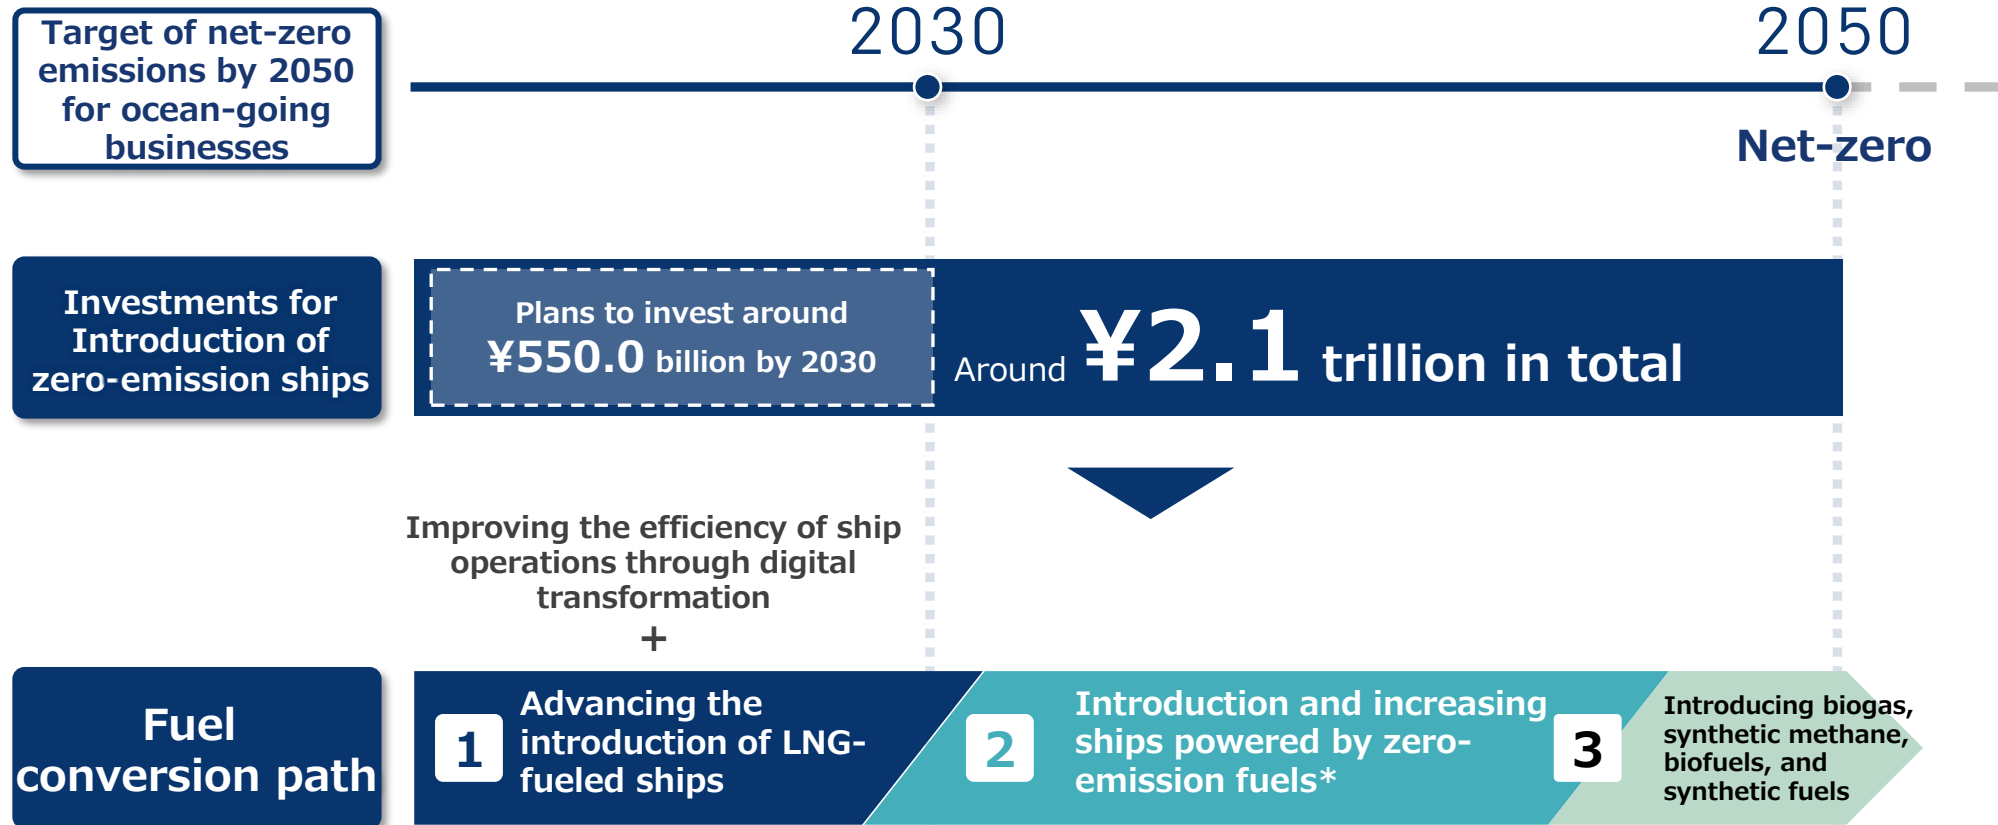 Target of net-zero
emissions by 2050
for ocean-going
businesses
2030
2050
Net-zero
Investments for
Introduction of
zero-emission ships
Plans to invest around
¥550.0 billion by 2030
Around ¥2.1 trillion in total
Improving the efficiency of ship
operations through digital
transformation
+
Fuel
conversion path
1
Advancing the
introduction of LNG-
fueled ships
2
Introduction and increasing
ships powered by zero-
emission fuels*
3
Introducing biogas,
synthetic methane,
biofuels, and
synthetic fuels